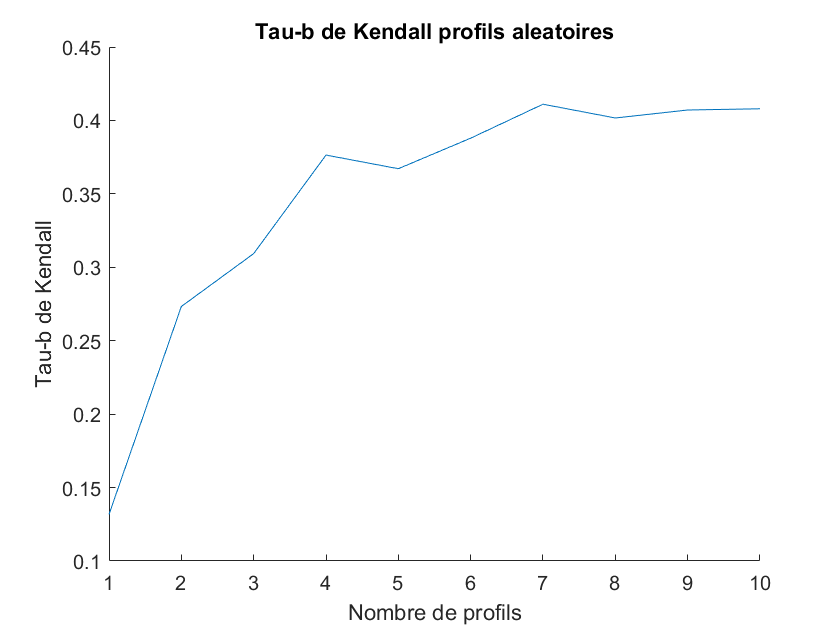 Tau-b de Kendall profils aleatoires
0.45
0.4
0.35
0.3
0.25
0.2
0.15
0.1
Tau-b de Kendall
1 2 3 4 5 6 7 8 9 10
Nombre de profils